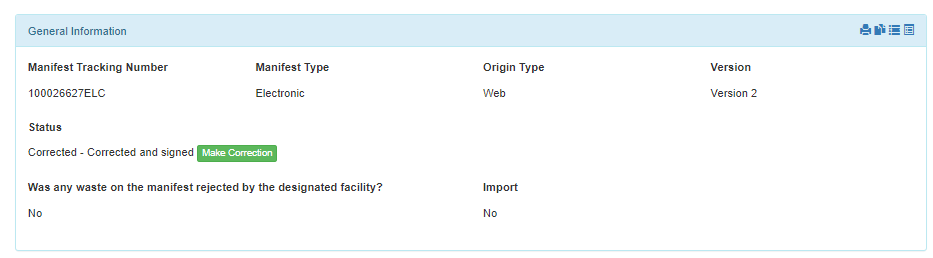 General Information
Manifest Tracking Number Manifest Type Origin Type Version
100026627ELC Electronic Web Version 2
Status
Corrected - Corrected and signed Make Correction
Was any waste on the manifest rejected by the designated facility? Import
No No